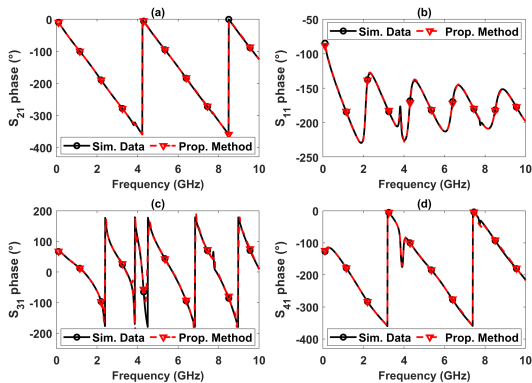 (a)
S21 phase (°)
0
-100
-200
-300
-400
Sim. Data
Prop. Method
0 2 4 6 8 10
Frequency (GHz)
(b)
S11 phase (°)
-50
-100
-150
-200
-250
Sim. Data
Prop. Method
0 2 4 6 8 10
Frequency (GHz)
(c)
S31 phase (°)
200
100
0
-100
-200
Sim. Data
Prop. Method
0 2 4 6 8 10
Frequency (GHz)
(d)
S41 phase (°)
0
-100
-200
-300
-400
Sim. Data
Prop. Method
0 2 4 6 8 10
Frequency (GHz)